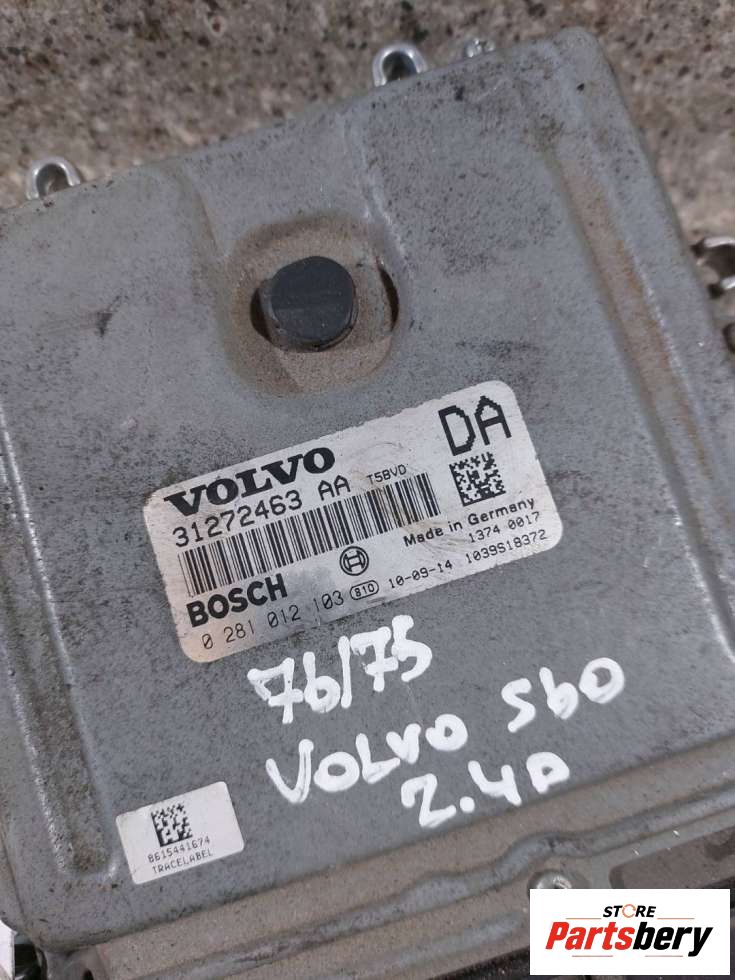 DA
VOLVO
31272463 AA T5BVD
Made in Germany
1374 0017
BOSCH
0 281 012 103 810 10-09-14 1039S18372
76/75
VOLVO S60
2.4D
8615441674
TRACELABEL
STORE
Partsbery